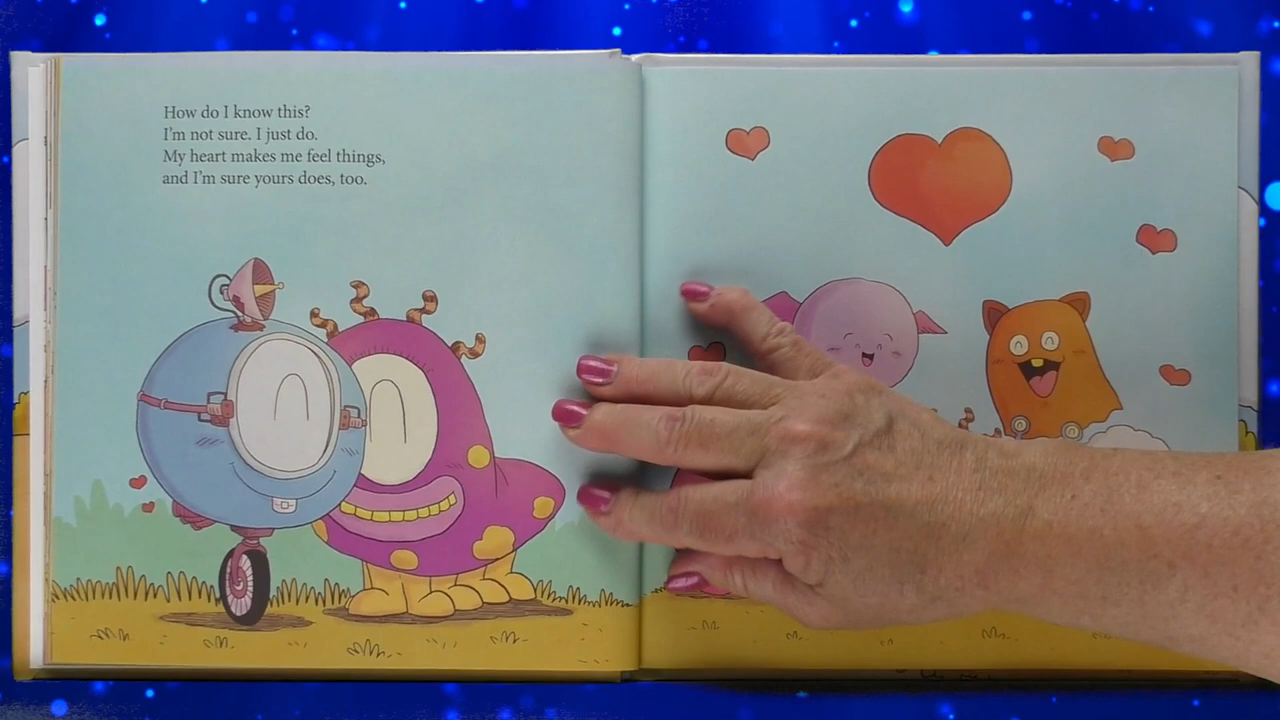 How do I know this?
I'm not sure. I just do.
My heart makes me feel things,
and I'm sure yours does, too.